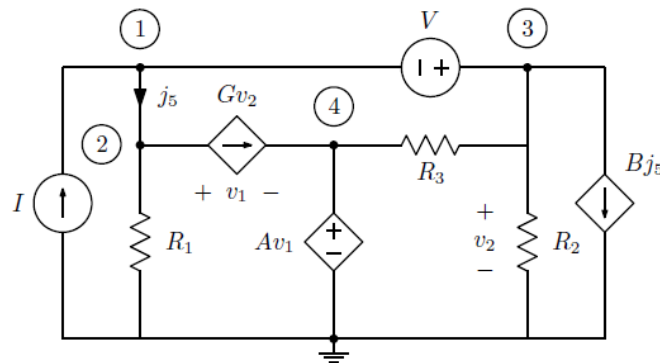 1
V
3
j₅
Gv₂
4
2
+ v₁ −
R₃
Bj₅
I
R₁
Av₁
+
−
+
v₂
−
R₂